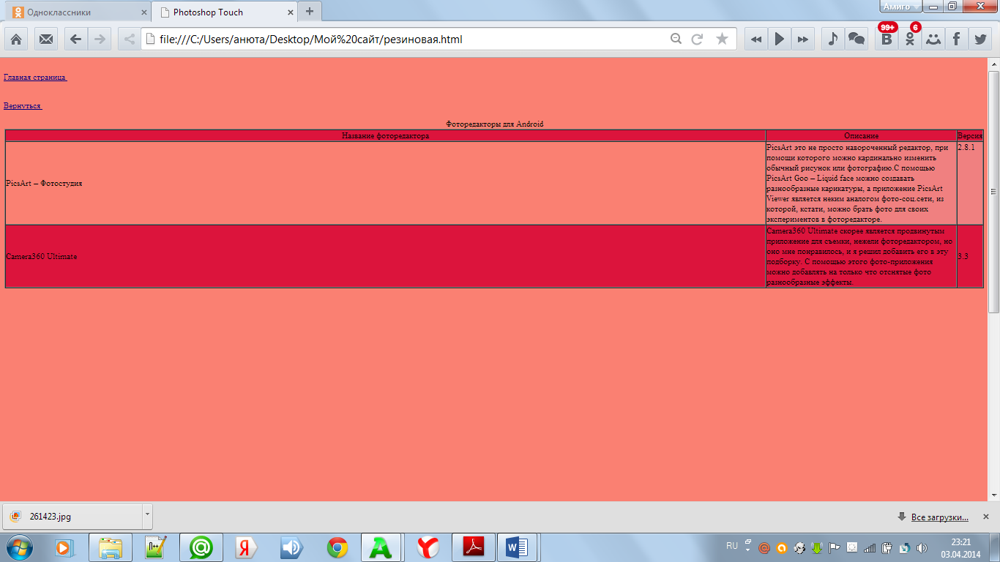 Одноклассники
Photoshop Touch
Амиго
file:///C:/Users/анюта/Desktop/Мой%20сайт/резиновая.html
99+
6
Главная страница
Вернуться
Фоторедакторы для Android
Название фоторедактора
Описание
Версия
PicsArt – Фотостудия
PicsArt это не просто навороченный редактор, при
помощи которого можно кардинально изменить
обычный рисунок или фотографию.С помощью
PicsArt Goo – Liquid face можно создавать
разнообразные карикатуры, а приложение PicsArt
Viewer является неким аналогом фото-соц.сети, из
которой, кстати, можно брать фото для своих
экспериментов в фоторедакторе.
2.8.1
Camera360 Ultimate
Camera360 Ultimate скорее является продвинутым
приложение для съемки, нежели фоторедактором, но
оно мне понравилось, и я решил добавить его в эту
подборку. С помощью этого фото-приложения
можно добавлять на только что отснятые фото
разнообразные эффекты.
3.3
261423.jpg
Все загрузки...
RU
23:21
03.04.2014